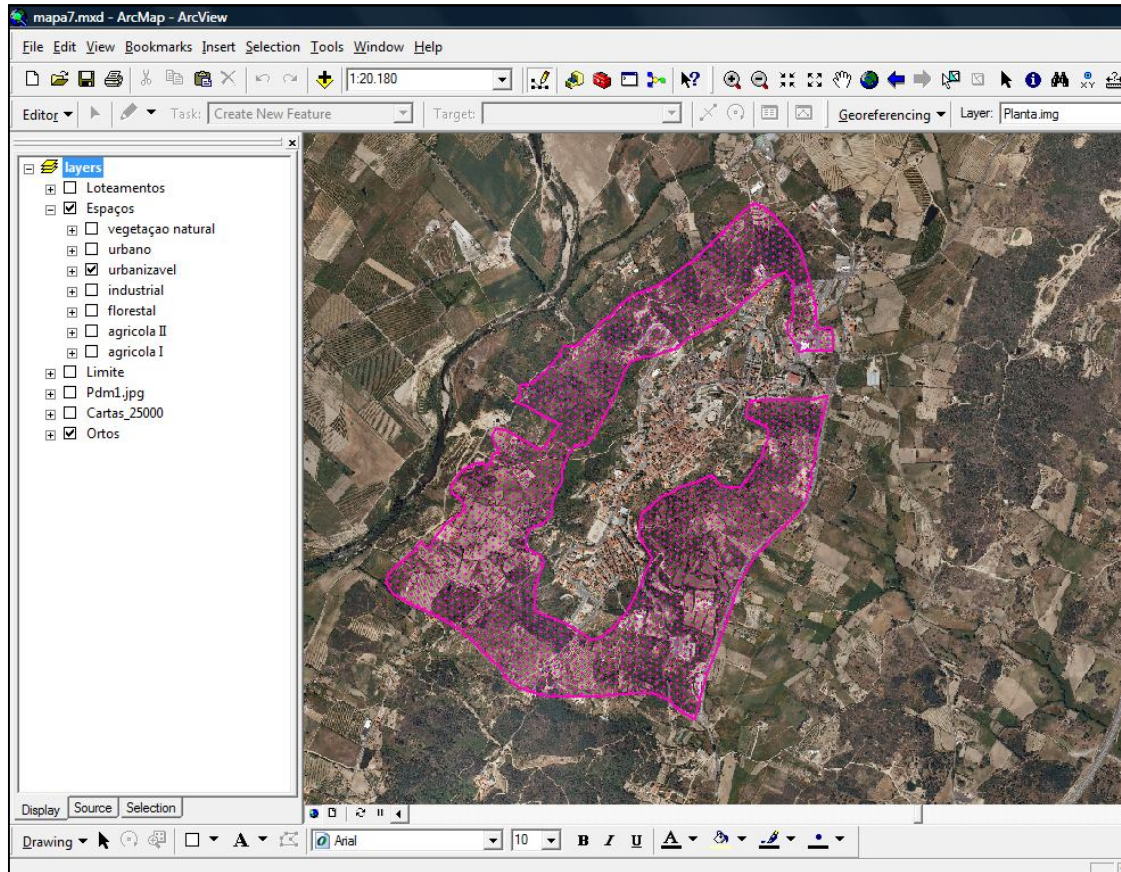 mapa7.mxd - ArcMap - ArcView
File Edit View Bookmarks Insert Selection Tools Window Help
1:20.180
Editor Task: Create New Feature Target: Georeferencing Layer: Planta.img
layers
Loteamentos
Espaços
vegetaçao natural
urbano
urbanizavel
industrial
florestal
agricola II
agricola I
Limite
Pdm1.jpg
Cartas_25000
Ortos
Display Source Selection
Drawing A Arial 10 B I U A